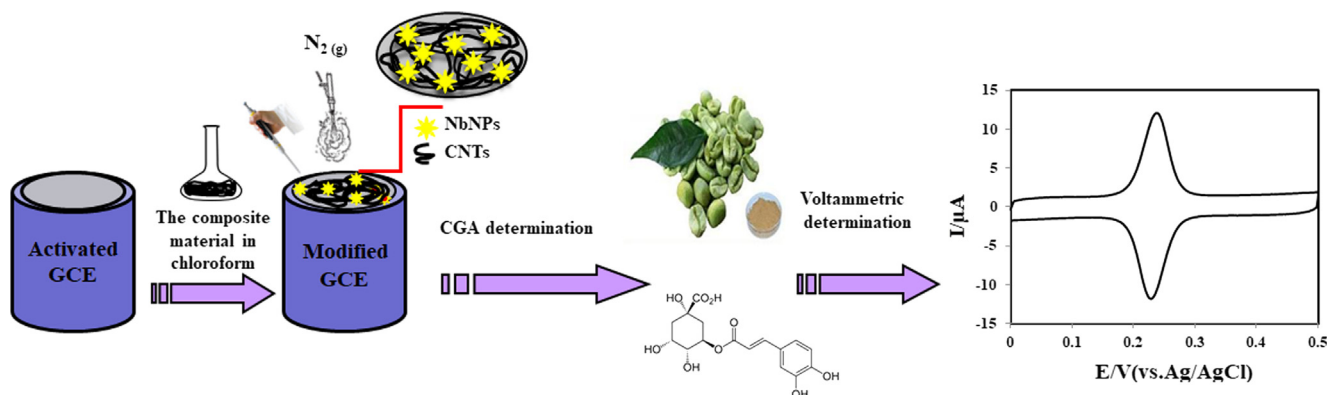 N2 (g)
NbNPs
CNTs
The composite
material in
chloroform
Activated
GCE
Modified
GCE
CGA determination
Voltammetric
determination
HO
CO2H
HO
OH
OH
O
O
OH
OH
I/μA
15
10
5
0
-5
-10
-15
0
0.1
0.2
0.3
0.4
0.5
E/V(vs.Ag/AgCl)